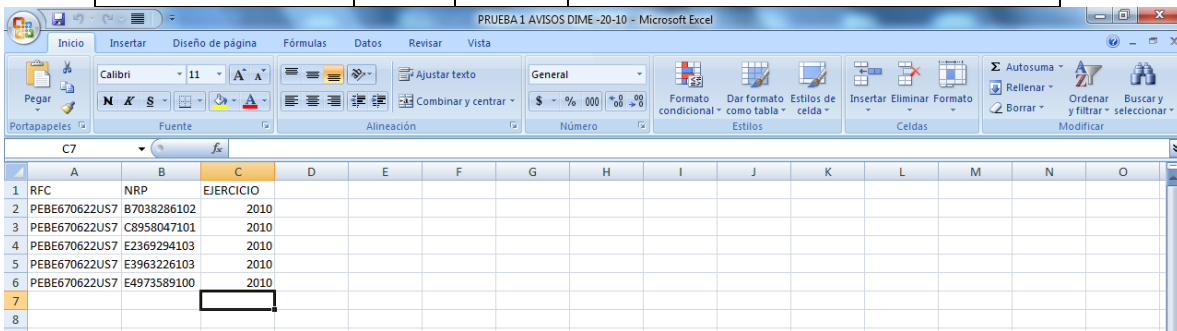 PRUEBA 1 AVISOS DIME -20-10 - Microsoft Excel
Inicio Insertar Diseño de página Fórmulas Datos Revisar Vista
Pegar
Calibri 11 A A
N K S A
Ajustar texto
Combinar y centrar
General
$ % 000
Formato condicional
Dar formato como tabla
Estilos de celda
Insertar Eliminar Formato
Σ Autosuma
Rellenar
Borrar
Ordenar y filtrar
Buscar y seleccionar
Portapapeles Fuente Alineación Número Estilos Celdas Modificar
C7 fx
A B C D E F G H I J K L M N O
1 RFC NRP EJERCICIO
2 PEBE670622US7 B7038286102 2010
3 PEBE670622US7 C8958047101 2010
4 PEBE670622US7 E2369294103 2010
5 PEBE670622US7 E3963226103 2010
6 PEBE670622US7 E4973589100 2010
7
8